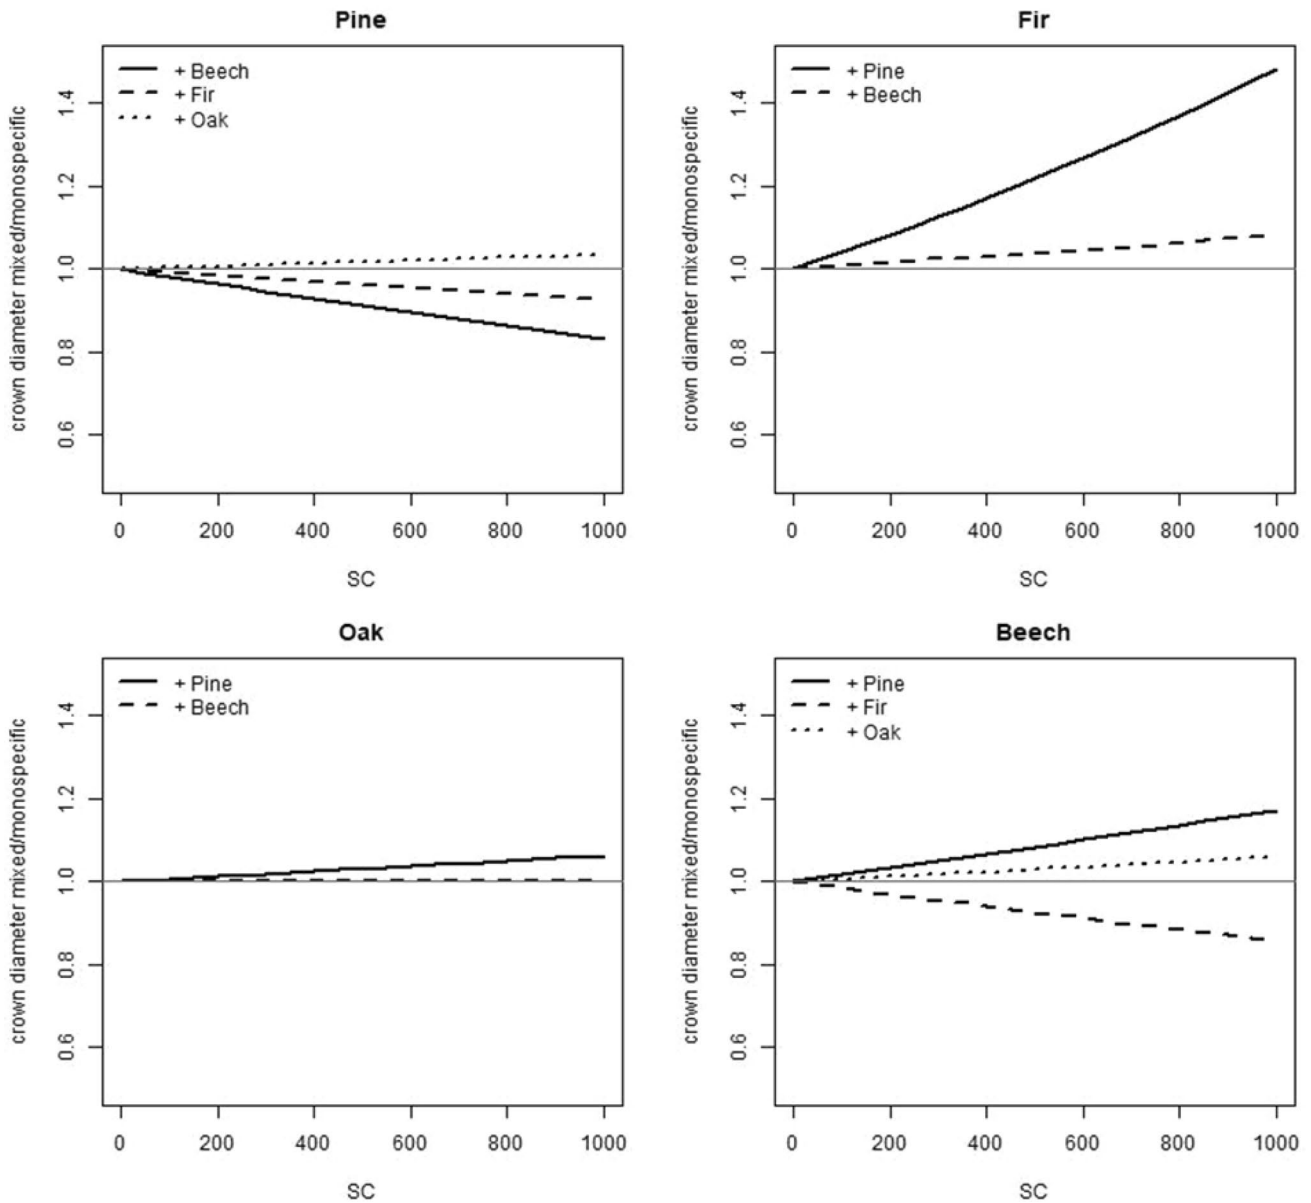 Pine
+ Beech
+ Fir
+ Oak
crown diameter mixed/monospecific
1.4
1.2
1.0
0.8
0.6
0 200 400 600 800 1000
SC
Fir
+ Pine
+ Beech
crown diameter mixed/monospecific
1.4
1.2
1.0
0.8
0.6
0 200 400 600 800 1000
SC
Oak
+ Pine
+ Beech
crown diameter mixed/monospecific
1.4
1.2
1.0
0.8
0.6
0 200 400 600 800 1000
SC
Beech
+ Pine
+ Fir
+ Oak
crown diameter mixed/monospecific
1.4
1.2
1.0
0.8
0.6
0 200 400 600 800 1000
SC